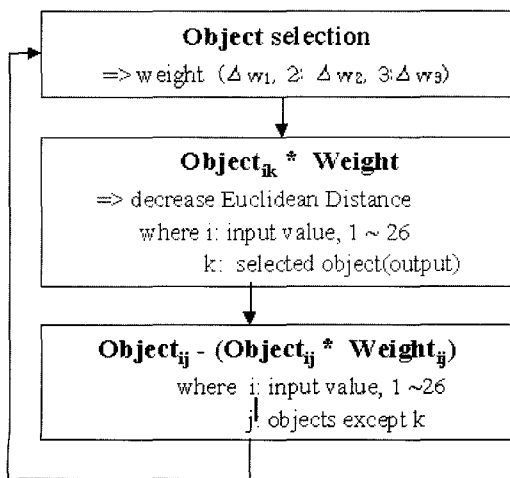 Object selection
=> weight (Δw₁, 2: Δw₂, 3:Δw₃)
Objectᵢₖ * Weight
=> decrease Euclidean Distance
where i: input value, 1 ~ 26
k: selected object(output)
Objectᵢⱼ - (Objectᵢⱼ * Weightᵢⱼ)
where i: input value, 1 ~26
j: objects except k